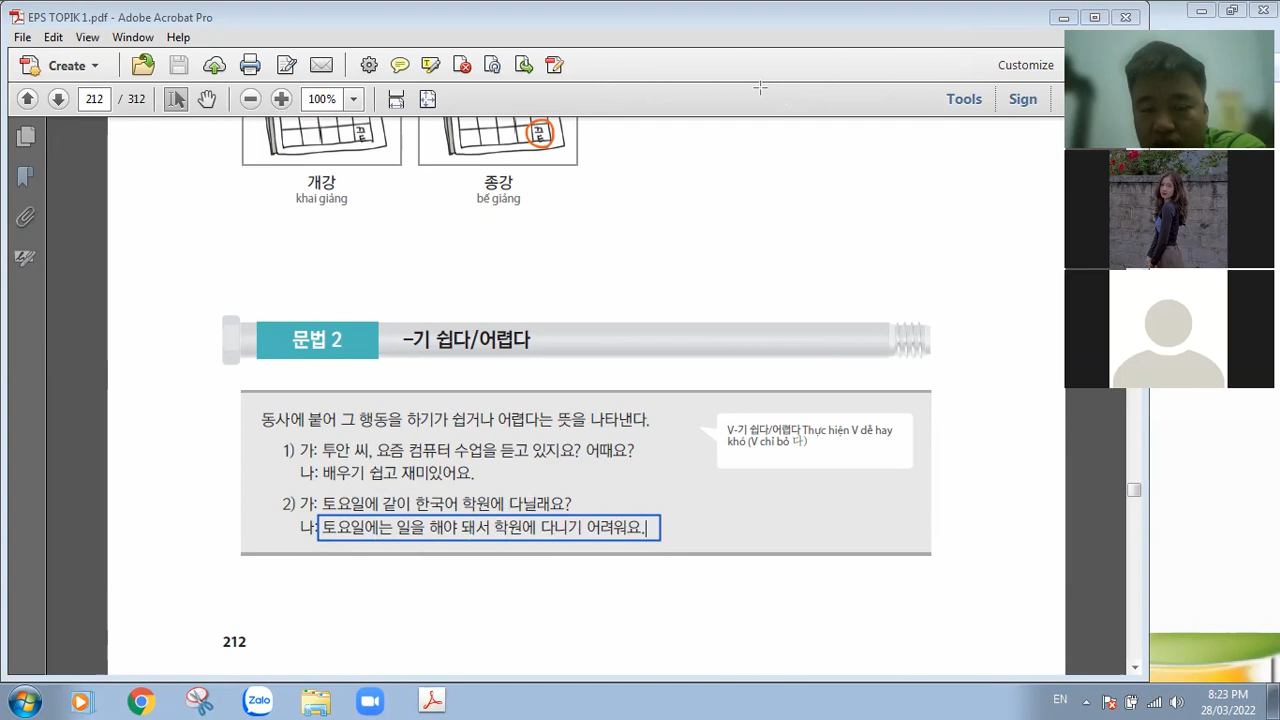 EPS TOPIK 1.pdf - Adobe Acrobat Pro
File Edit View Window Help
Create
Customize
212 / 312
100%
Tools
Sign
끝
끝
개강
khai giảng
종강
bế giảng
문법 2
-기 쉽다/어렵다
동사에 붙어 그 행동을 하기가 쉽거나 어렵다는 뜻을 나타낸다.
1) 가: 투안 씨, 요즘 컴퓨터 수업을 듣고 있지요? 어때요?
나: 배우기 쉽고 재미있어요.
2) 가: 토요일에 같이 한국어 학원에 다닐래요?
나: 토요일에는 일을 해야 돼서 학원에 다니기 어려워요.
V-기 쉽다/어렵다 Thực hiện V dễ hay
khó (V chỉ bỏ 다)
212
Zalo
EN
8:23 PM
28/03/2022